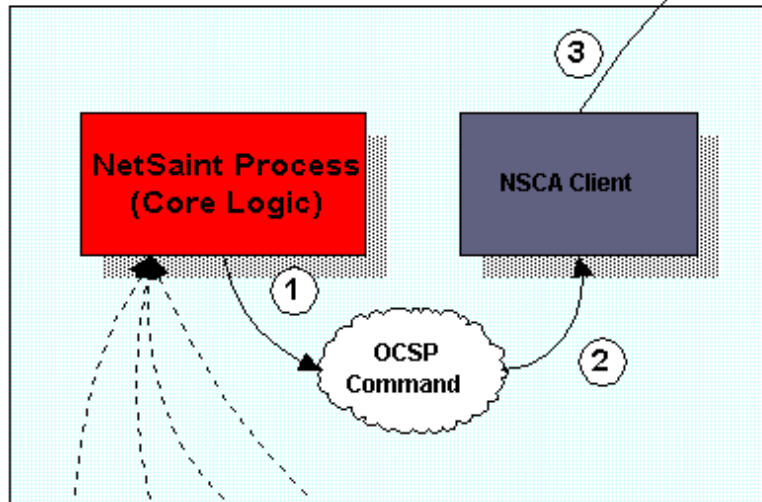 3
NetSaint Process
(Core Logic)
NSCA Client
1
OCSP
Command
2